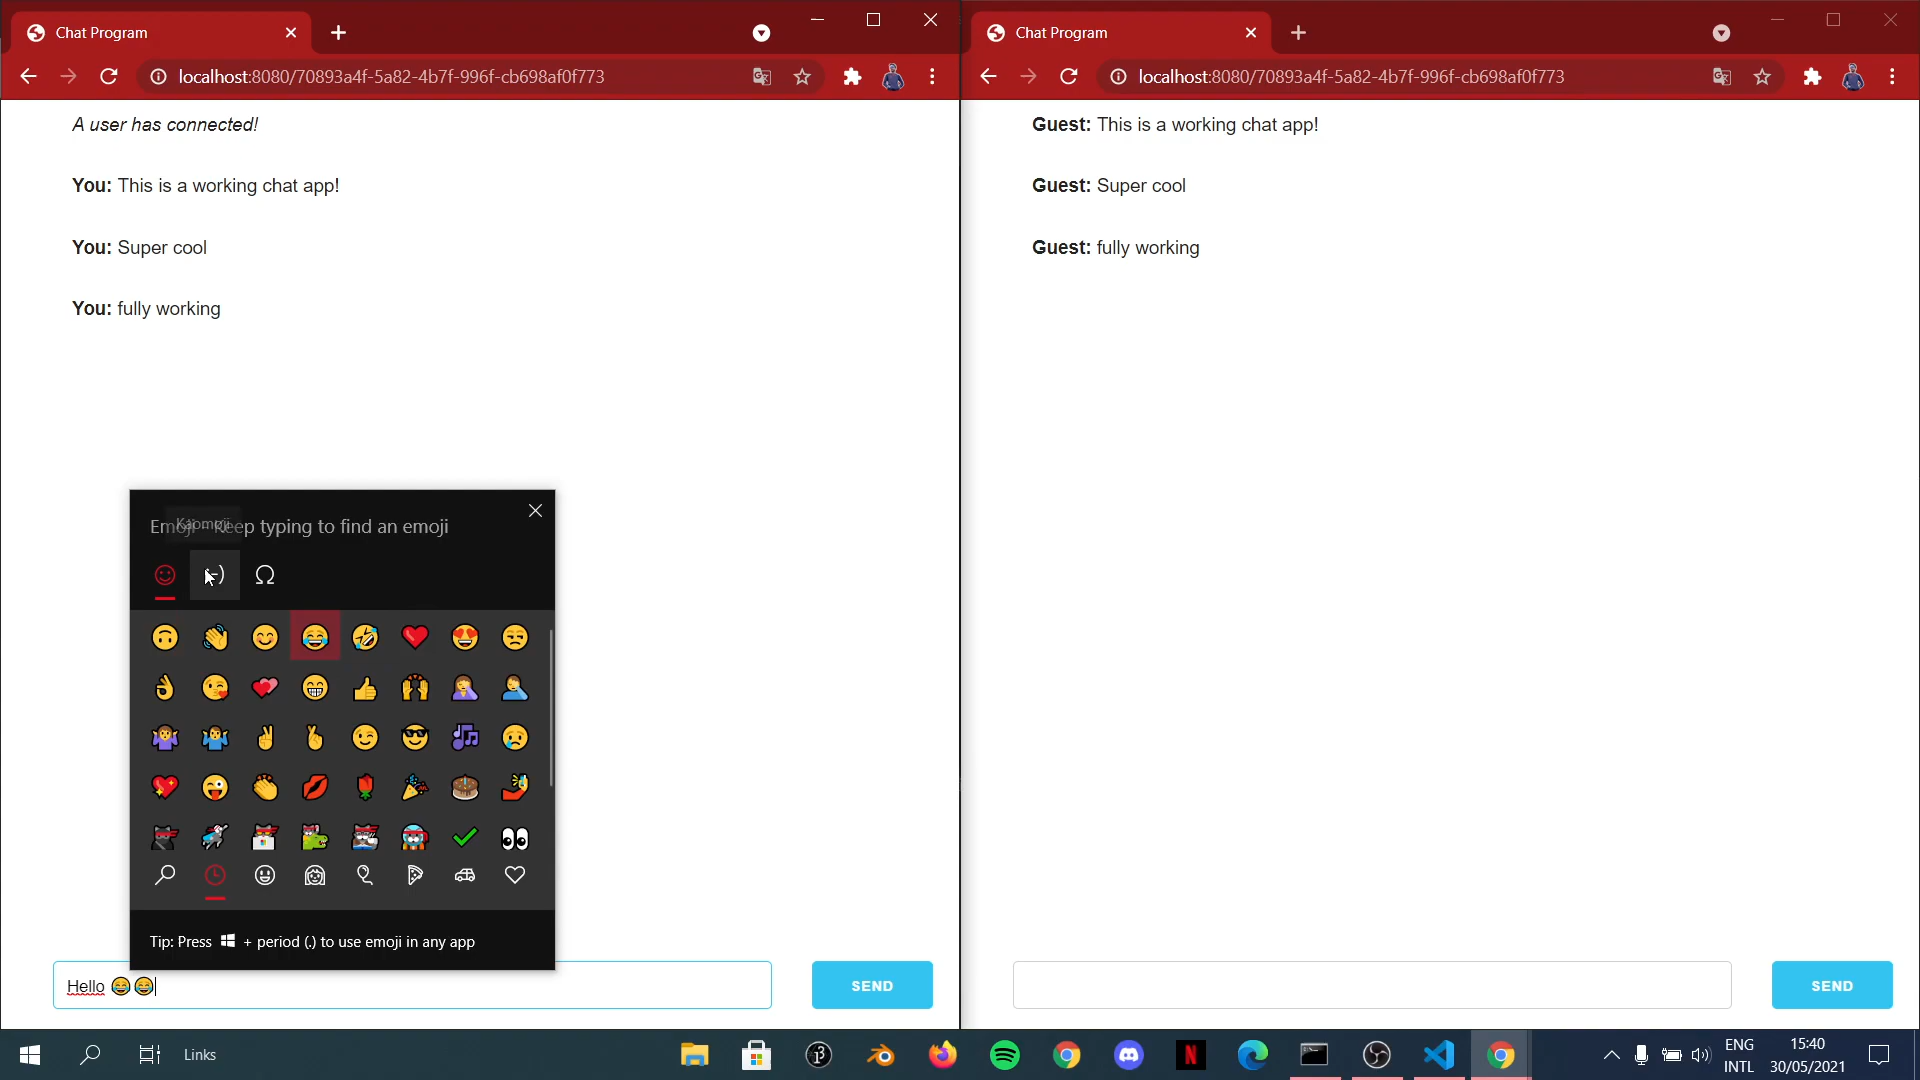 Chat Program
localhost:8080/70893a4f-5a82-4b7f-996f-cb698af0f773
A user has connected!
You: This is a working chat app!
You: Super cool
You: fully working
Emoji - Keep typing to find an emoji
Kaomoji
Tip: Press + period (.) to use emoji in any app
Hello 😂😂
SEND
Chat Program
localhost:8080/70893a4f-5a82-4b7f-996f-cb698af0f773
Guest: This is a working chat app!
Guest: Super cool
Guest: fully working
SEND
Links
ENG
INTL
15:40
30/05/2021